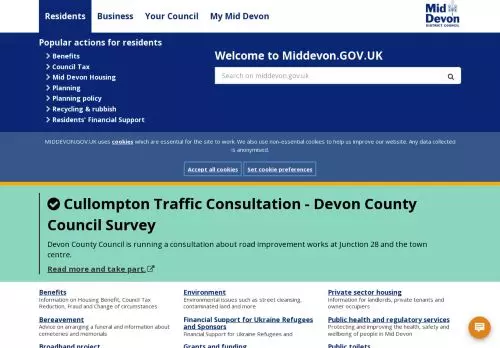 Residents
Business
Your Council
My Mid Devon
Mid
Devon
DISTRICT COUNCIL
Popular actions for residents
Benefits
Council Tax
Mid Devon Housing
Planning
Planning policy
Recycling & rubbish
Residents' Financial Support
Welcome to Middevon.GOV.UK
Search on middevon.gov.uk
MIDDEVON.GOV.UK uses cookies which are essential for the site to work. We also use non-essential cookies to help us improve our website. Any data collected
is anonymised.
Accept all cookies
Set cookie preferences
Cullompton Traffic Consultation - Devon County
Council Survey
Devon County Council is running a consultation about road improvement works at Junction 28 and the town
centre.
Read more and take part.
Benefits
Information on Housing Benefit, Council Tax
Reduction, Fraud and Change of circumstances
Environment
Environmental issues such as street cleansing,
contaminated land and more
Private sector housing
Information for landlords, private tenants and
owner occupiers
Bereavement
Advice on arranging a funeral and information about
cemeteries and memorials
Financial Support for Ukraine Refugees
and Sponsors
Financial Support for Ukraine Refugees and
Public health and regulatory services
Protecting and improving the health, safety and
wellbeing of people in Mid Devon
Broadband project
Grants and funding
Public toilets